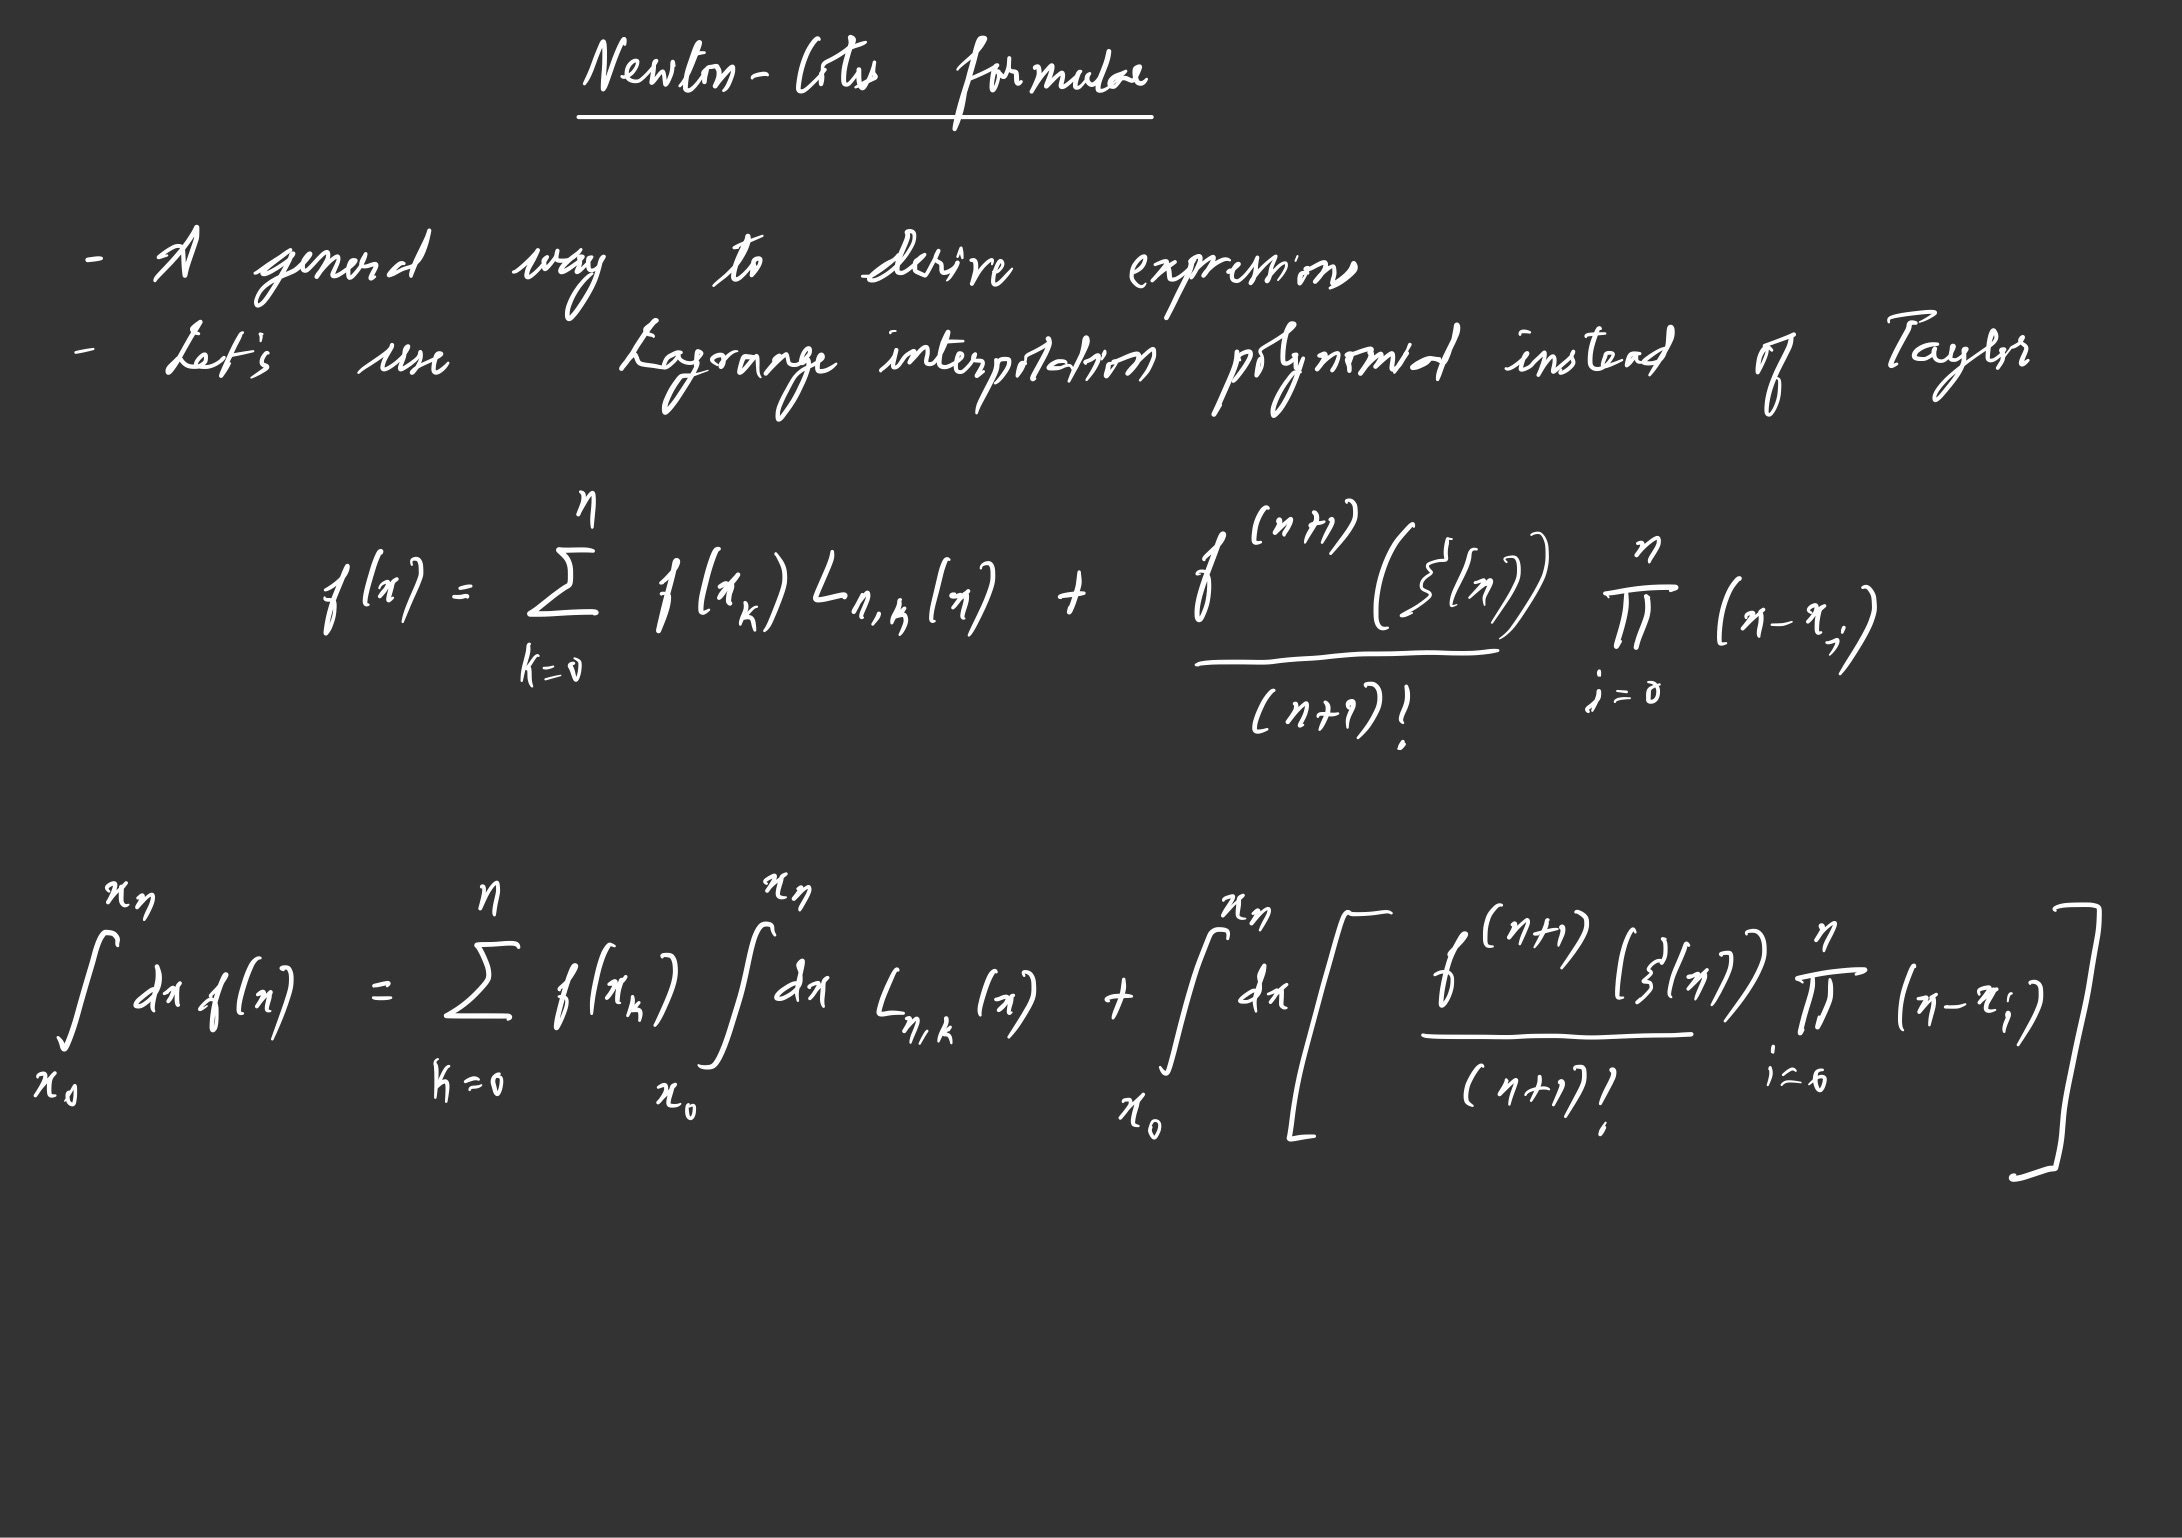 Newton-Cotes formulae
- A general way to derive expressions
- Let's use Lagrange interpolation polynomial instead of Taylor
f(x) = \sum_{k=0}^{n} f(x_k) L_{n,k}(x) + \frac{f^{(n+1)}(ξ(x))}{(n+1)!} \prod_{i=0}^{n} (x-x_i)
\int_{x_0}^{x_n} dx f(x) = \sum_{k=0}^{n} f(x_k) \int_{x_0}^{x_n} dx L_{n,k}(x) + \int_{x_0}^{x_n} dx \left[ \frac{f^{(n+1)}(ξ(x))}{(n+1)!} \prod_{i=0}^{n} (x-x_i) \right]